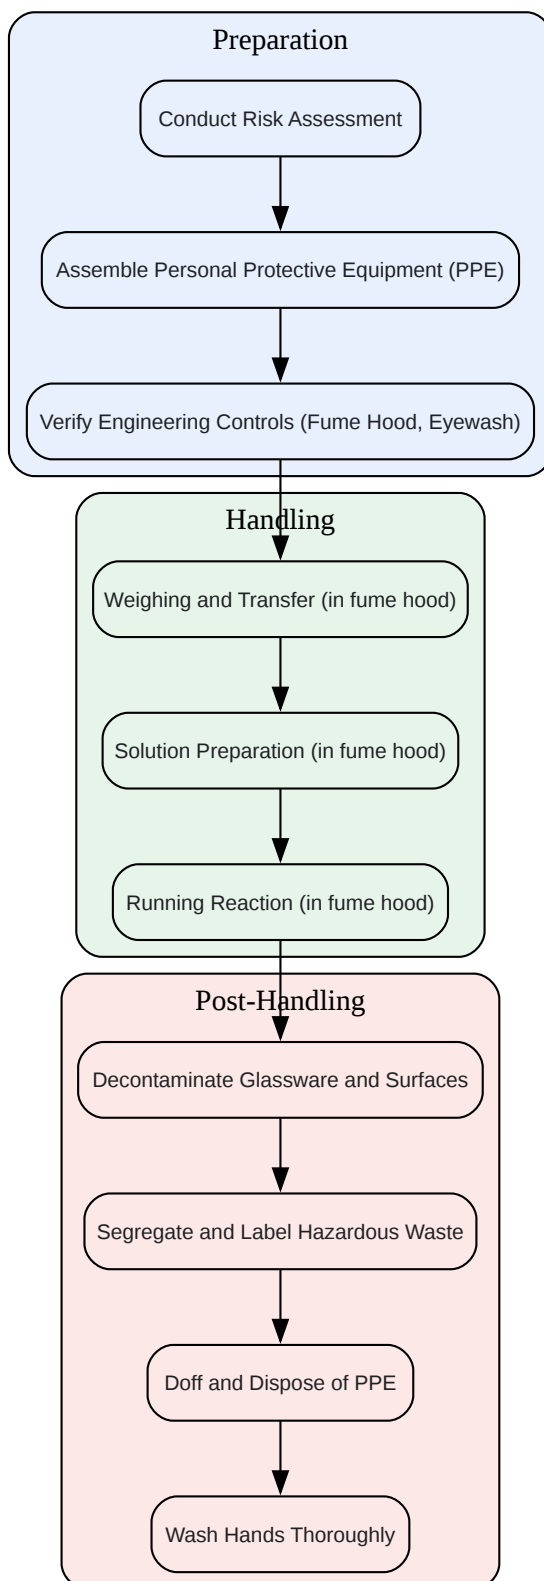 Preparation
Conduct Risk Assessment
Assemble Personal Protective Equipment (PPE)
Verify Engineering Controls (Fume Hood, Eyewash)
Handling
Weighing and Transfer (in fume hood)
Solution Preparation (in fume hood)
Running Reaction (in fume hood)
Post-Handling
Decontaminate Glassware and Surfaces
Segregate and Label Hazardous Waste
Doff and Dispose of PPE
Wash Hands Thoroughly